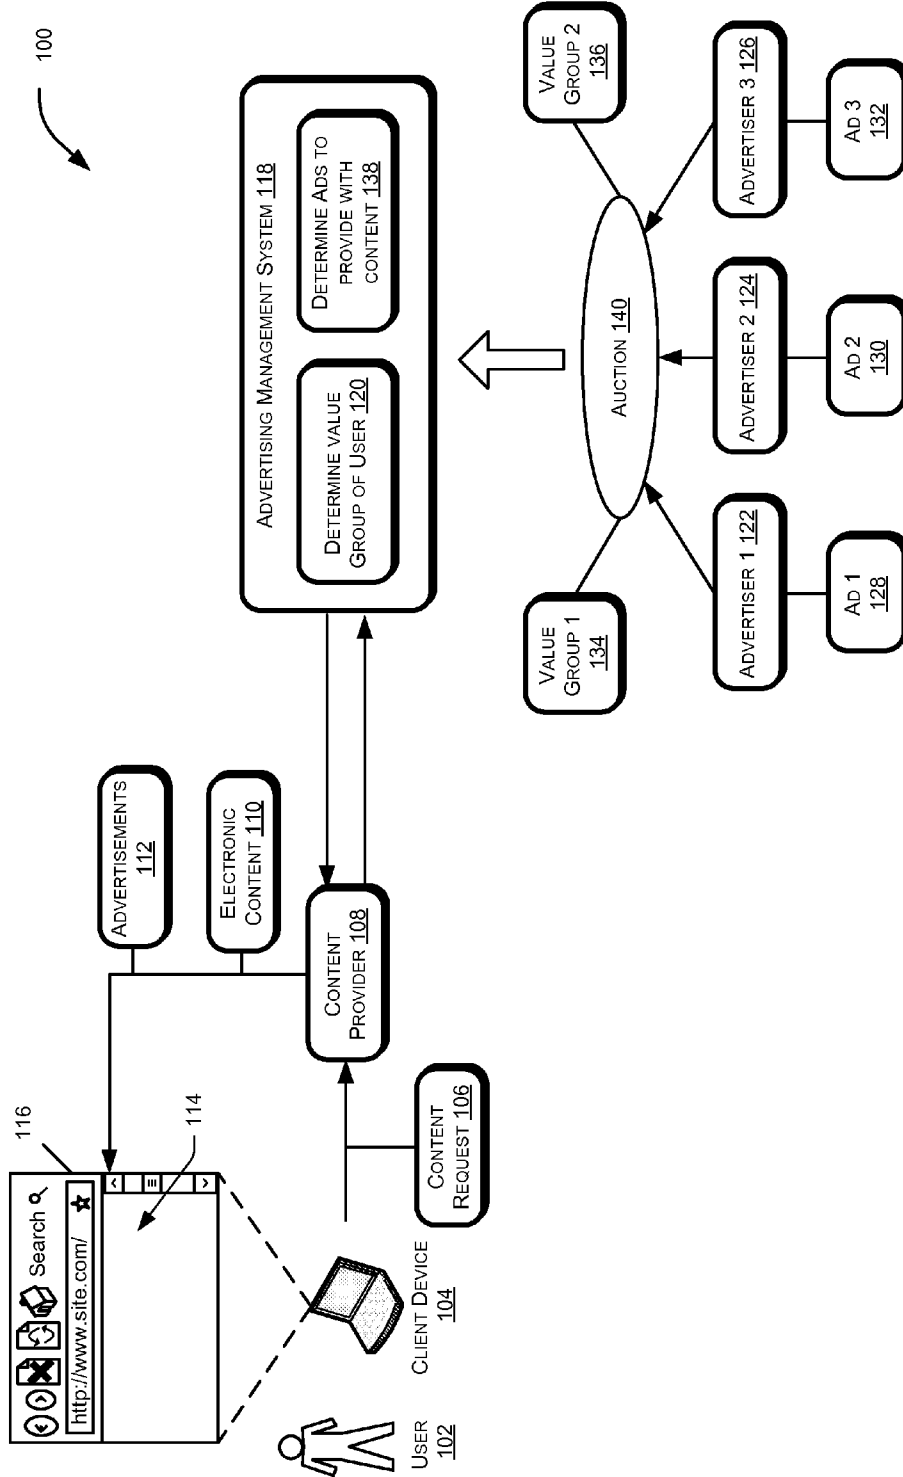 100
116
Search
http://www.site.com/
114
ADVERTISEMENTS
112
ELECTRONIC
CONTENT 110
CONTENT
PROVIDER 108
CONTENT
REQUEST 106
CLIENT DEVICE
104
USER
102
ADVERTISING MANAGEMENT SYSTEM 118
DETERMINE VALUE
GROUP OF USER 120
DETERMINE ADS TO
PROVIDE WITH
CONTENT 138
VALUE
GROUP 1
134
AUCTION 140
VALUE
GROUP 2
136
ADVERTISER 1 122
ADVERTISER 2 124
ADVERTISER 3 126
AD 1
128
AD 2
130
AD 3
132